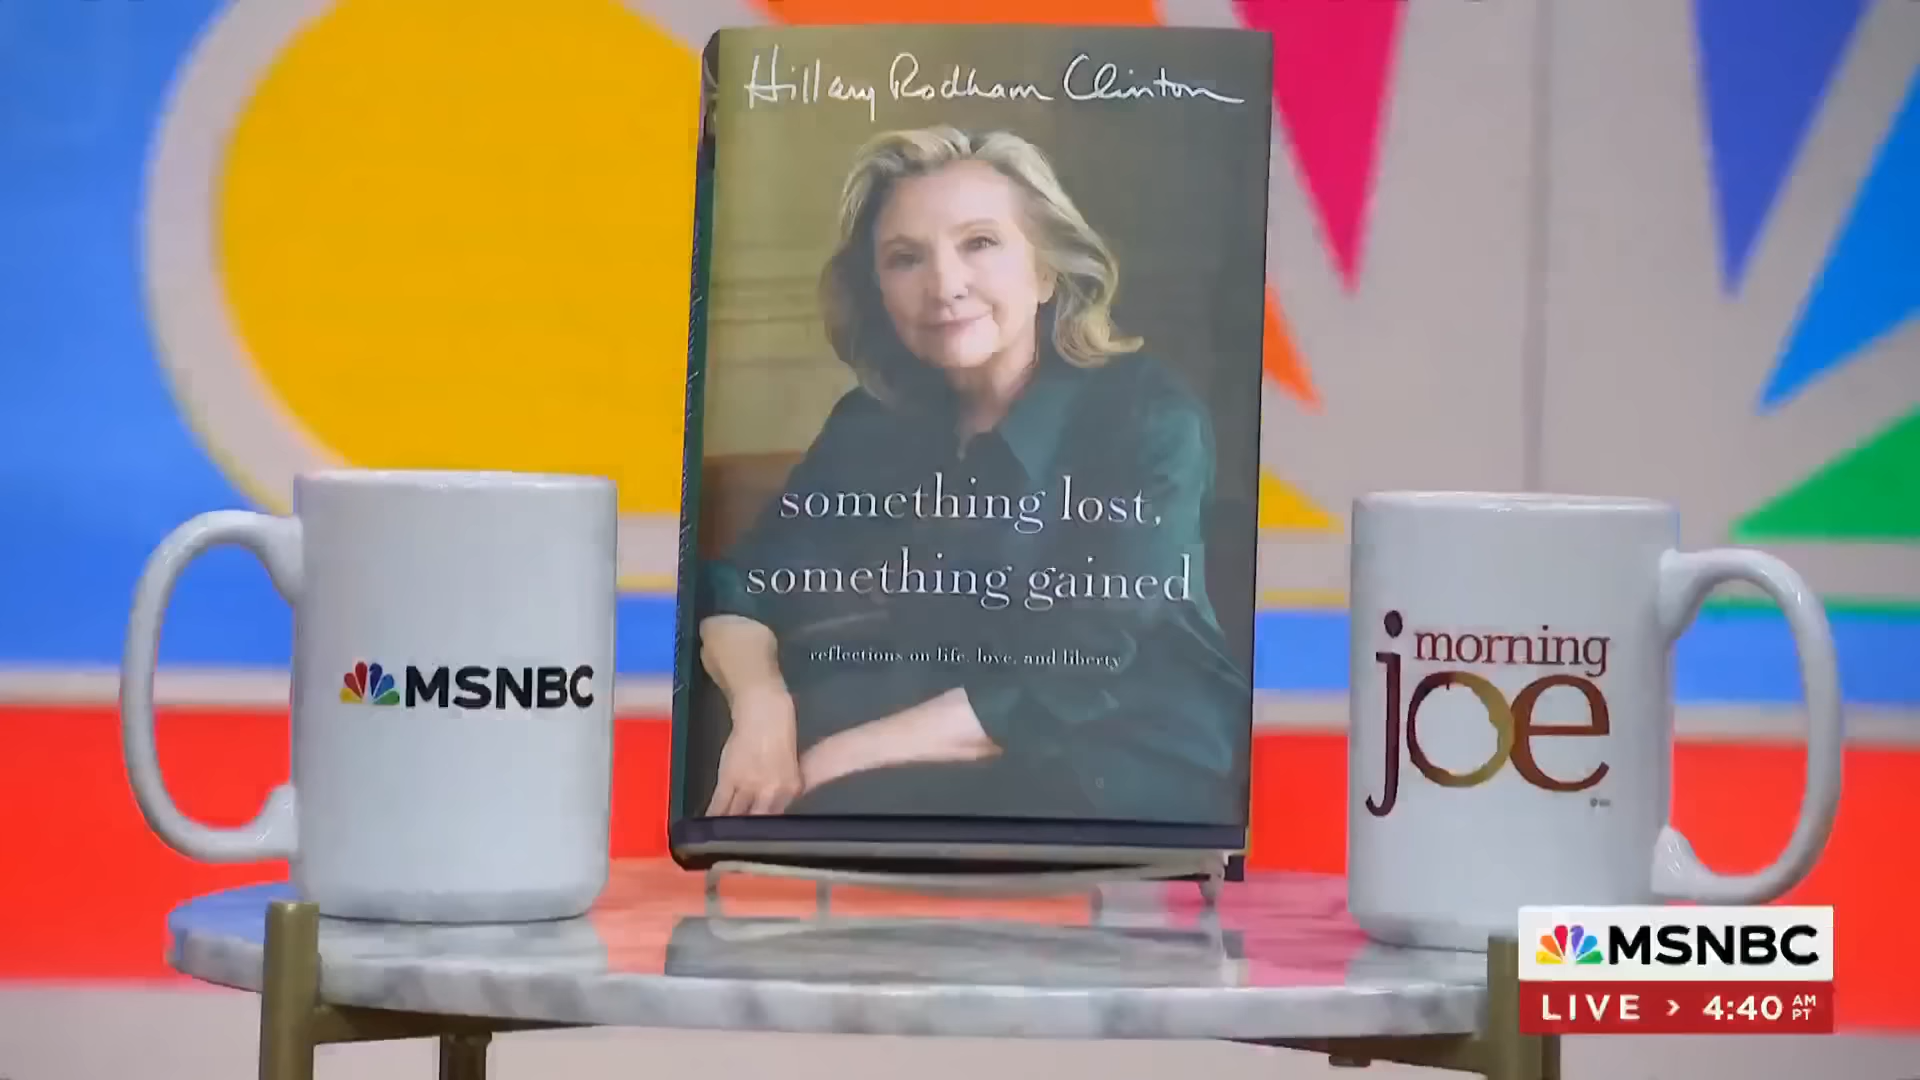 Hillary Rodham Clinton
something lost,
something gained
reflections on life, love, and liberty
MSNBC
morning
joe
MSNBC
LIVE > 4:40 AM PT